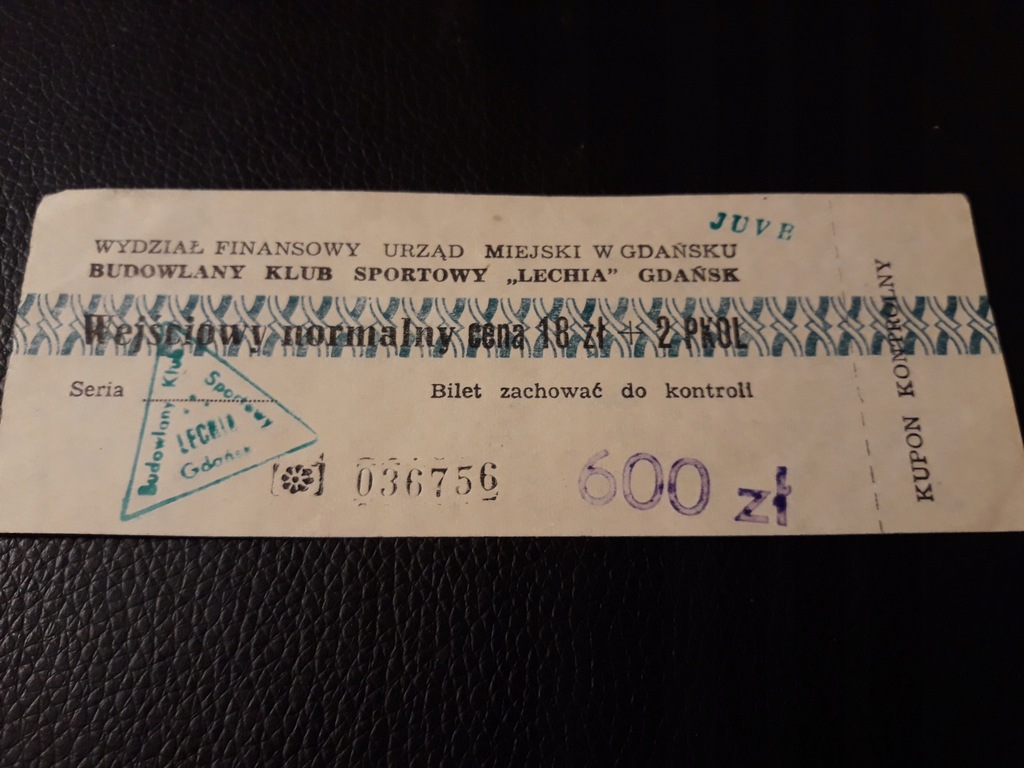 JUVE
WYDZIAŁ FINANSOWY URZĄD MIEJSKI W GDAŃSKU
BUDOWLANY KLUB SPORTOWY „LECHIA” GDAŃSK
Wejściowy normalny cena 18 zł + 2 PKOL
Seria
Bilet zachować do kontroli
Budowlany Klub
Sportowy
LECHIA
Gdańsk
036756
600 zł
KUPON KONTROLNY